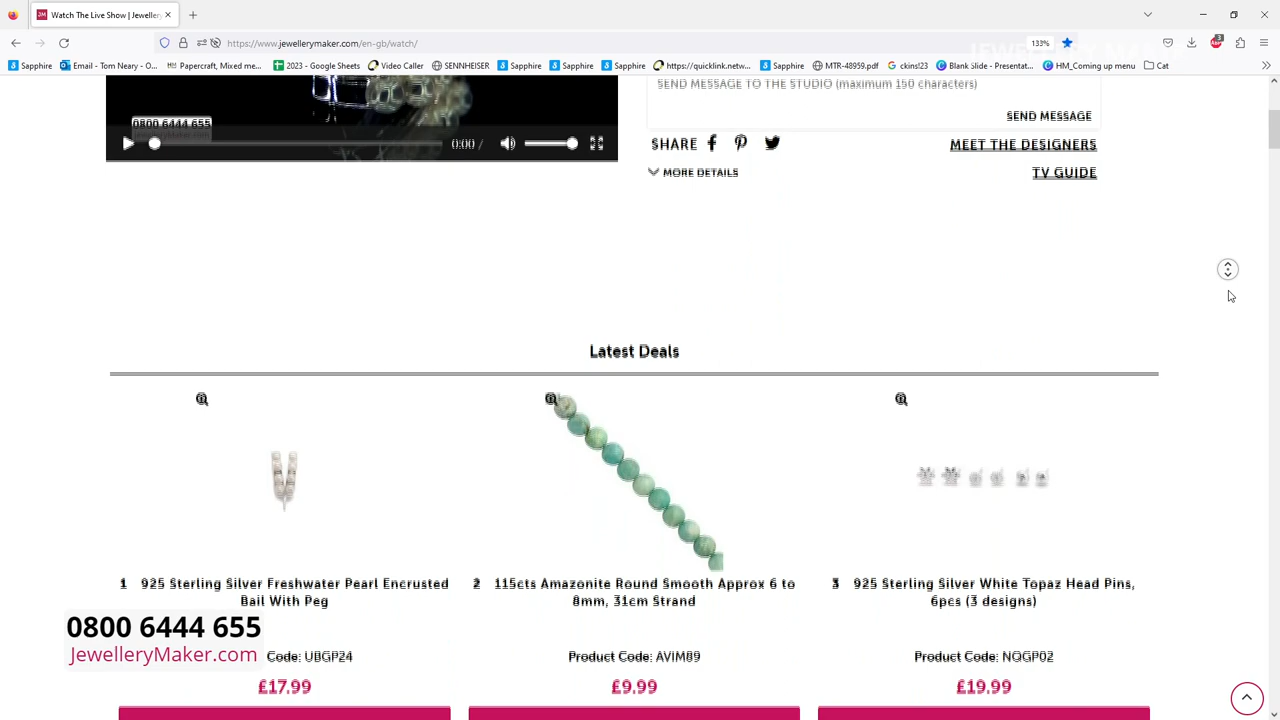 Watch The Live Show | Jeweller
https://www.jewellerymaker.com/en-gb/watch/
133%
3
Sapphire
Email - Tom Neary - O...
Papercraft, Mixed me...
2023 - Google Sheets
Video Caller
SENNHEISER
Sapphire
Sapphire
Sapphire
https://quicklink.netw...
Sapphire
MTR-48959.pdf
ckins!23
Blank Slide - Presentat...
HM_Coming up menu
Cat
SEND MESSAGE TO THE STUDIO (maximum 150 characters)
0800 6444 655
JewelleryMaker.com
0:00 /
SEND MESSAGE
SHARE
MEET THE DESIGNERS
MORE DETAILS
TV GUIDE
Latest Deals
1 925 Sterling Silver Freshwater Pearl Encrusted
Bail With Peg
2 115cts Amazonite Round Smooth Approx 6 to
8mm, 31cm Strand
3 925 Sterling Silver White Topaz Head Pins,
6pcs (3 designs)
0800 6444 655
JewelleryMaker.com
Code: UBGP24
Product Code: AVIM89
Product Code: NQGP02
£17.99
£9.99
£19.99